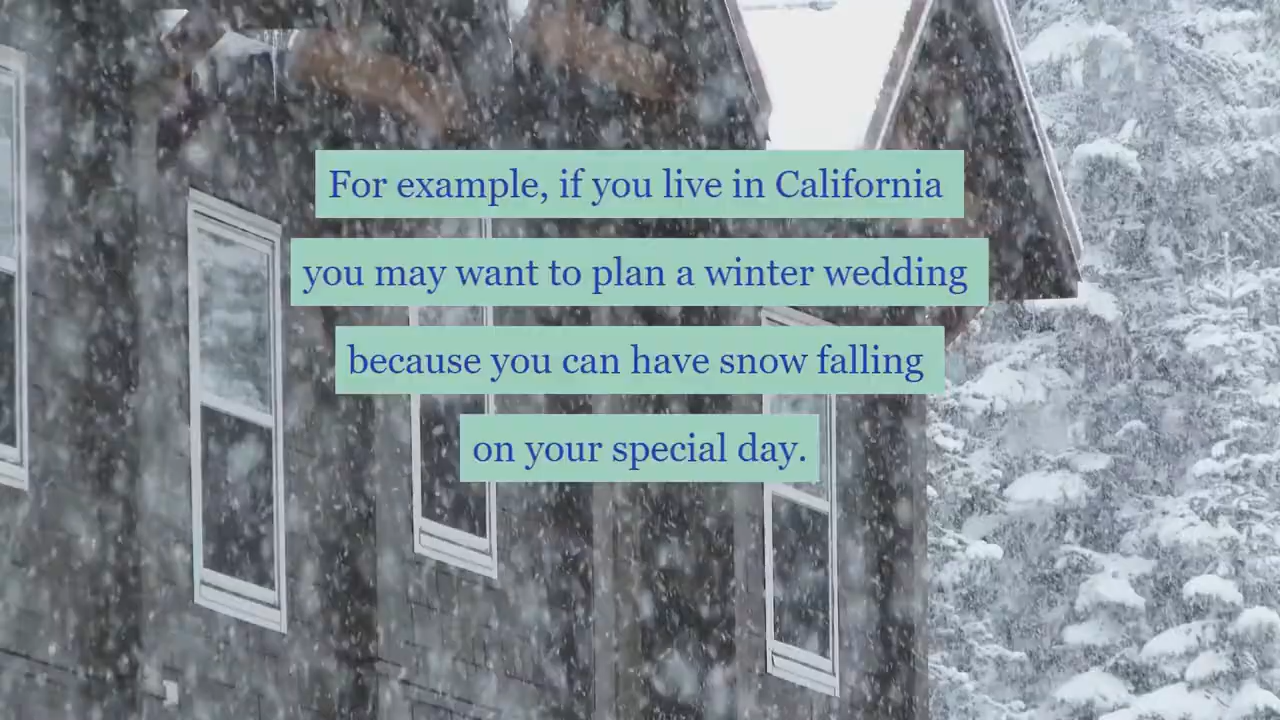 For example, if you live in California
you may want to plan a winter wedding
because you can have snow falling
on your special day.